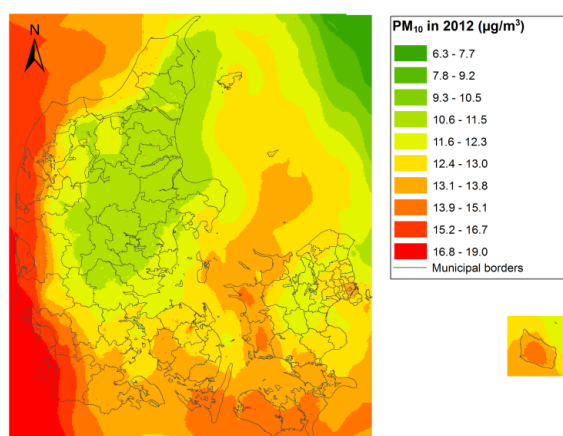 N
PM₁₀ in 2012 (µg/m³)
6.3 - 7.7
7.8 - 9.2
9.3 - 10.5
10.6 - 11.5
11.6 - 12.3
12.4 - 13.0
13.1 - 13.8
13.9 - 15.1
15.2 - 16.7
16.8 - 19.0
Municipal borders